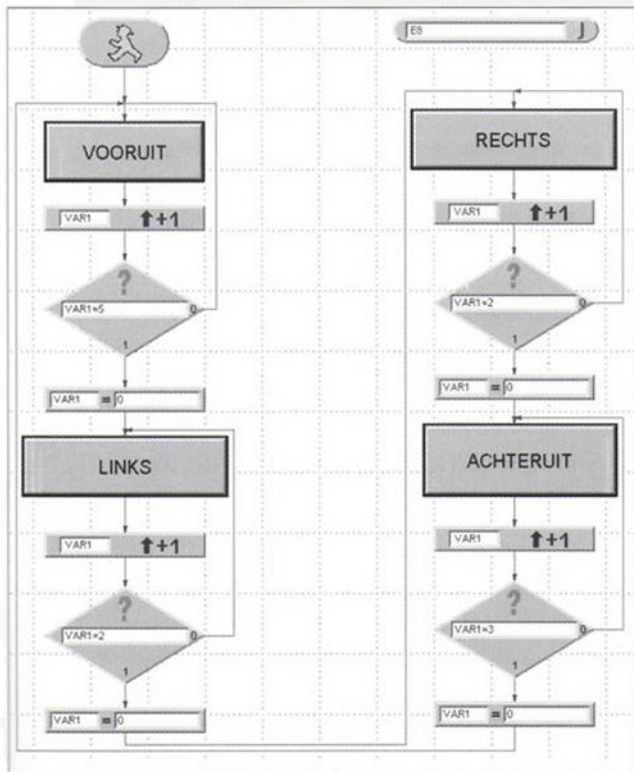 VOORUIT
VAR1 +1
?
VAR1=5 0
1
VAR1 = 0
LINKS
VAR1 +1
?
VAR1=2 0
1
VAR1 = 0
E8
RECHTS
VAR1 +1
?
VAR1=2 0
1
VAR1 = 0
ACHTERUIT
VAR1 +1
?
VAR1=3 0
1
VAR1 = 0